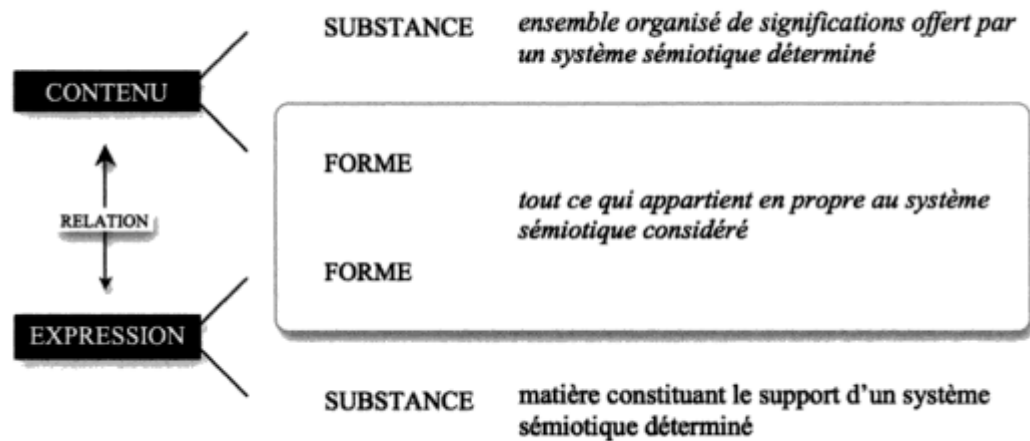 SUBSTANCE ensemble organisé de significations offert par
un système sémiotique déterminé
CONTENU
FORME
tout ce qui appartient en propre au système
sémiotique considéré
RELATION
FORME
EXPRESSION
SUBSTANCE matière constituant le support d'un système
sémiotique déterminé